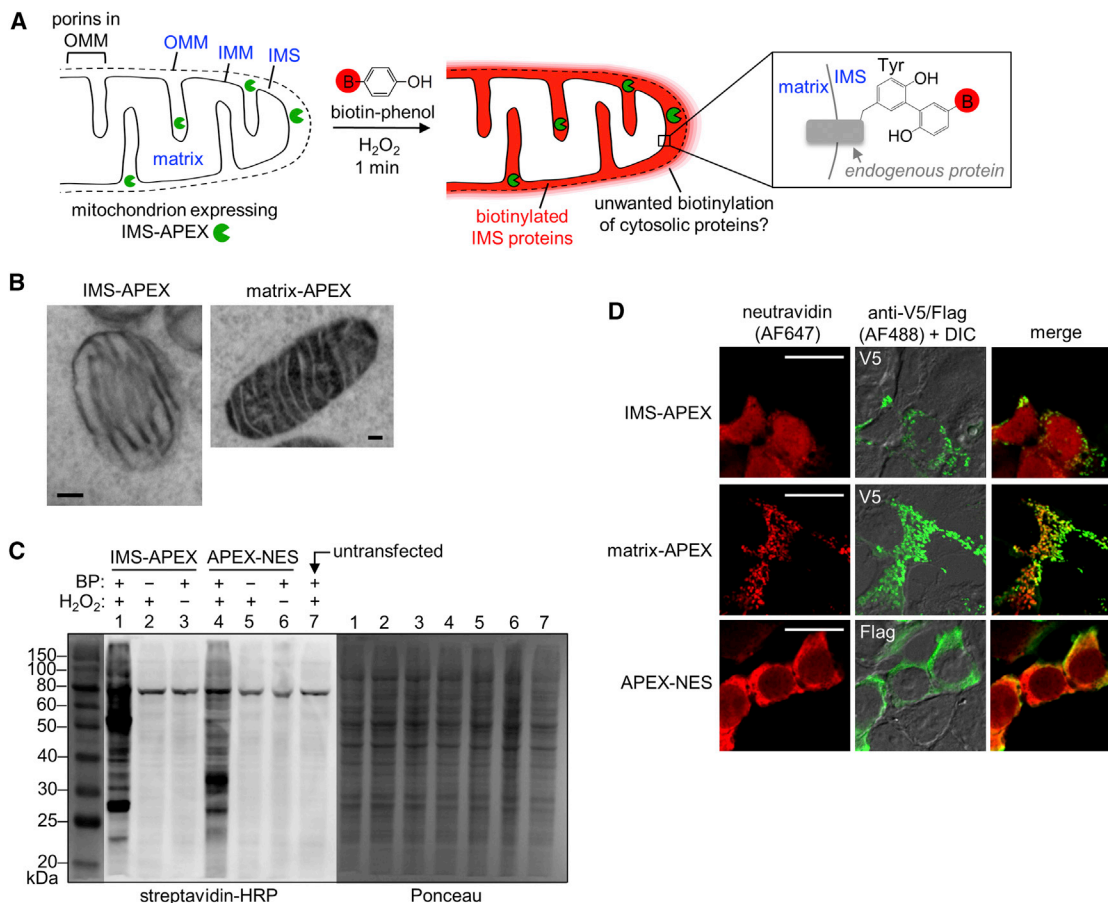 A
porins in
OMM
OMM
IMM
IMS
matrix
mitochondrion expressing
IMS-APEX
B
OH
biotin-phenol
H₂O₂
1 min
biotinylated
IMS proteins
unwanted biotinylation
of cytosolic proteins?
matrix
IMS
Tyr
OH
HO
B
endogenous protein
B
IMS-APEX
matrix-APEX
C
IMS-APEX APEX-NES untransfected
BP: + – + + – + +
H₂O₂: + + – + + – +
1 2 3 4 5 6 7 1 2 3 4 5 6 7
150
100
80
60
50
40
30
25
20
kDa
streptavidin-HRP
Ponceau
D
neutravidin
(AF647)
anti-V5/Flag
(AF488) + DIC
merge
IMS-APEX
V5
matrix-APEX
V5
APEX-NES
Flag